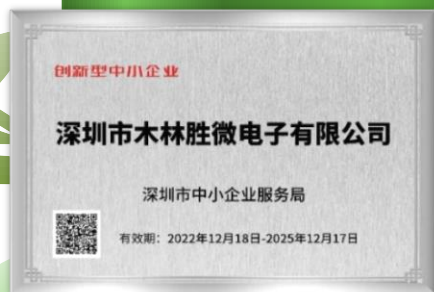 创新型中小企业
深圳市木林胜微电子有限公司
深圳市中小企业服务局
有效期：2022年12月18日-2025年12月17日